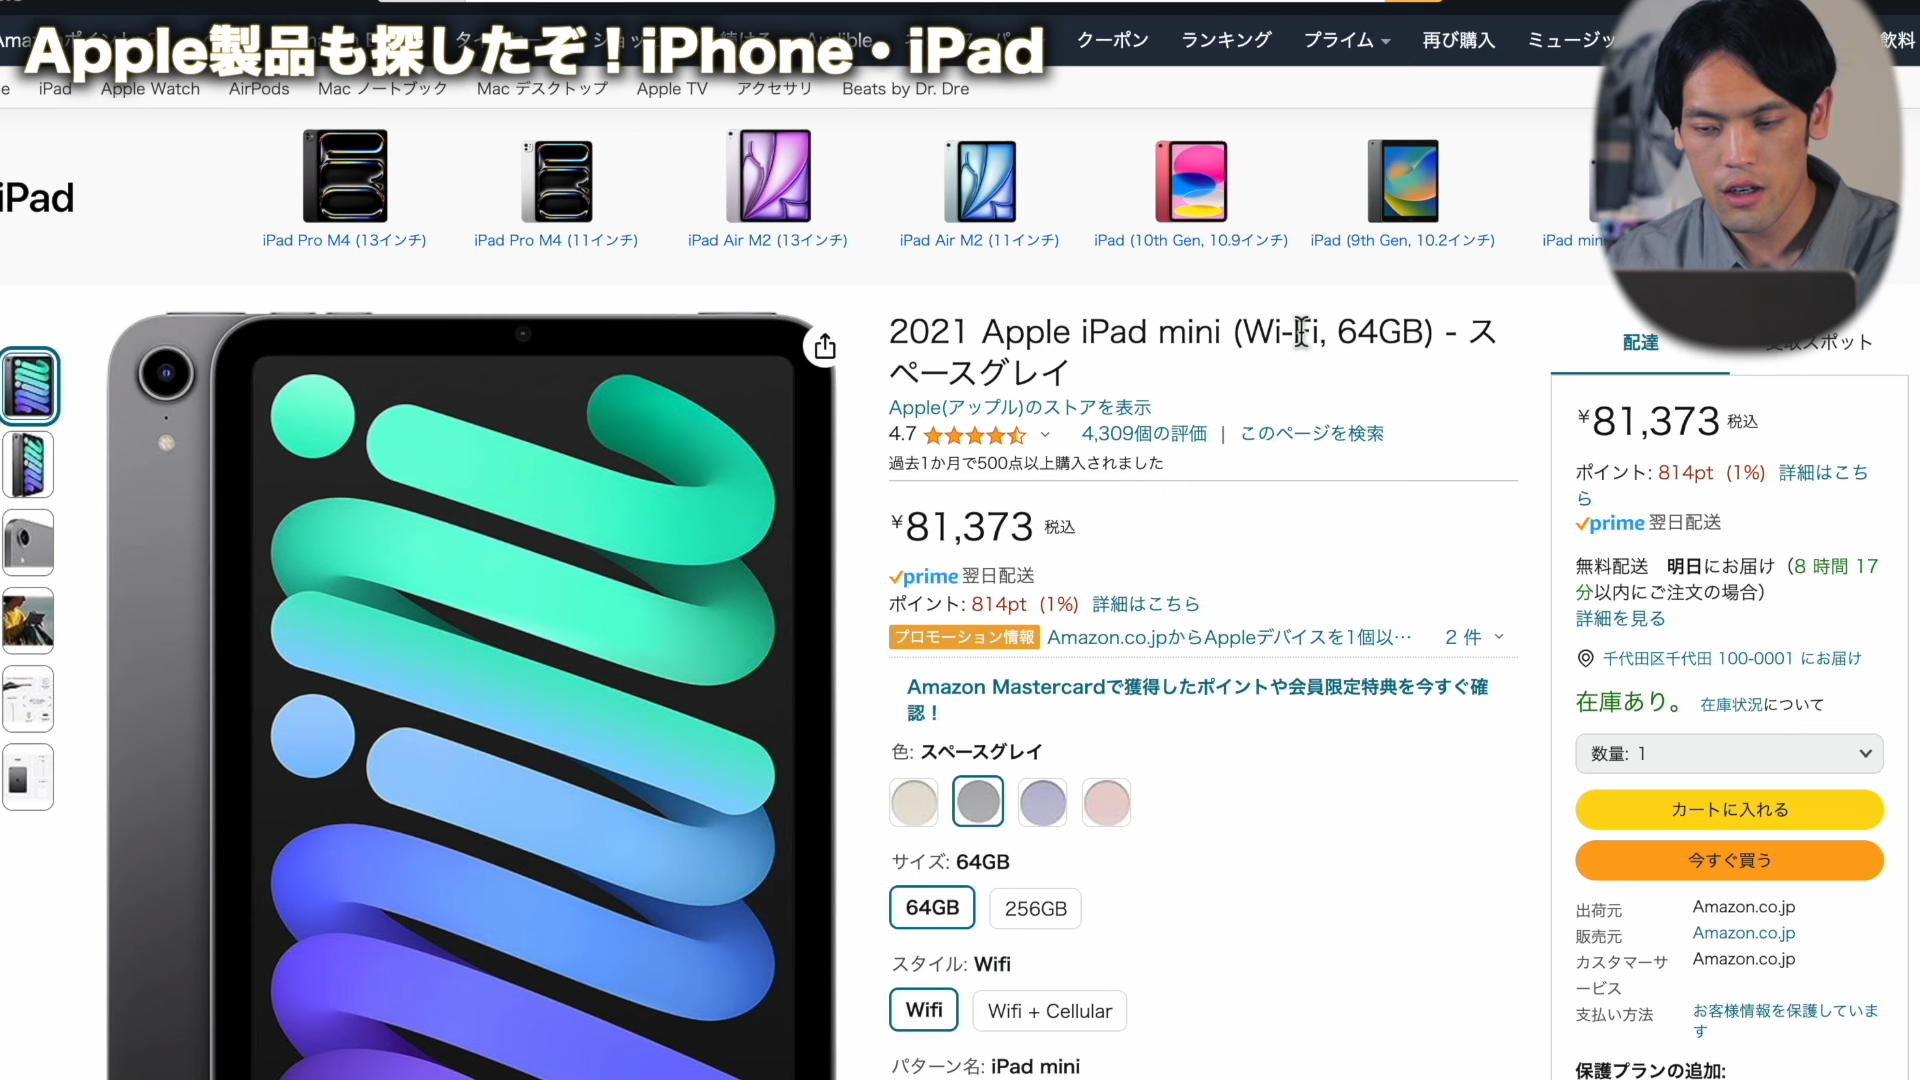 Apple製品も探したぞ！iPhone・iPad
クーポン ランキング プライム 再び購入 ミュージッ 飲料
e iPad Apple Watch AirPods Mac ノートブック Mac デスクトップ Apple TV アクセサリ Beats by Dr. Dre
iPad
iPad Pro M4 (13インチ) iPad Pro M4 (11インチ) iPad Air M2 (13インチ) iPad Air M2 (11インチ) iPad (10th Gen, 10.9インチ) iPad (9th Gen, 10.2インチ) iPad min
2021 Apple iPad mini (Wi-Fi, 64GB) - ス
ペースグレイ
Apple(アップル)のストアを表示
4.7 4,309個の評価 | このページを検索
過去1か月で500点以上購入されました
¥81,373 税込
prime 翌日配送
ポイント: 814pt (1%) 詳細はこちら
プロモーション情報 Amazon.co.jpからAppleデバイスを1個以… 2 件
Amazon Mastercardで獲得したポイントや会員限定特典を今すぐ確
認！
色: スペースグレイ
サイズ: 64GB
64GB 256GB
スタイル: Wifi
Wifi Wifi + Cellular
パターン名: iPad mini
配達 受取スポット
¥81,373 税込
ポイント: 814pt (1%) 詳細はこち
ら
prime 翌日配送
無料配送 明日にお届け（8 時間 17
分以内にご注文の場合）
詳細を見る
千代田区千代田 100-0001 にお届け
在庫あり。 在庫状況について
数量: 1
カートに入れる
今すぐ買う
出荷元 Amazon.co.jp
販売元 Amazon.co.jp
カスタマーサ Amazon.co.jp
ービス
支払い方法 お客様情報を保護していま
す
保護プランの追加: